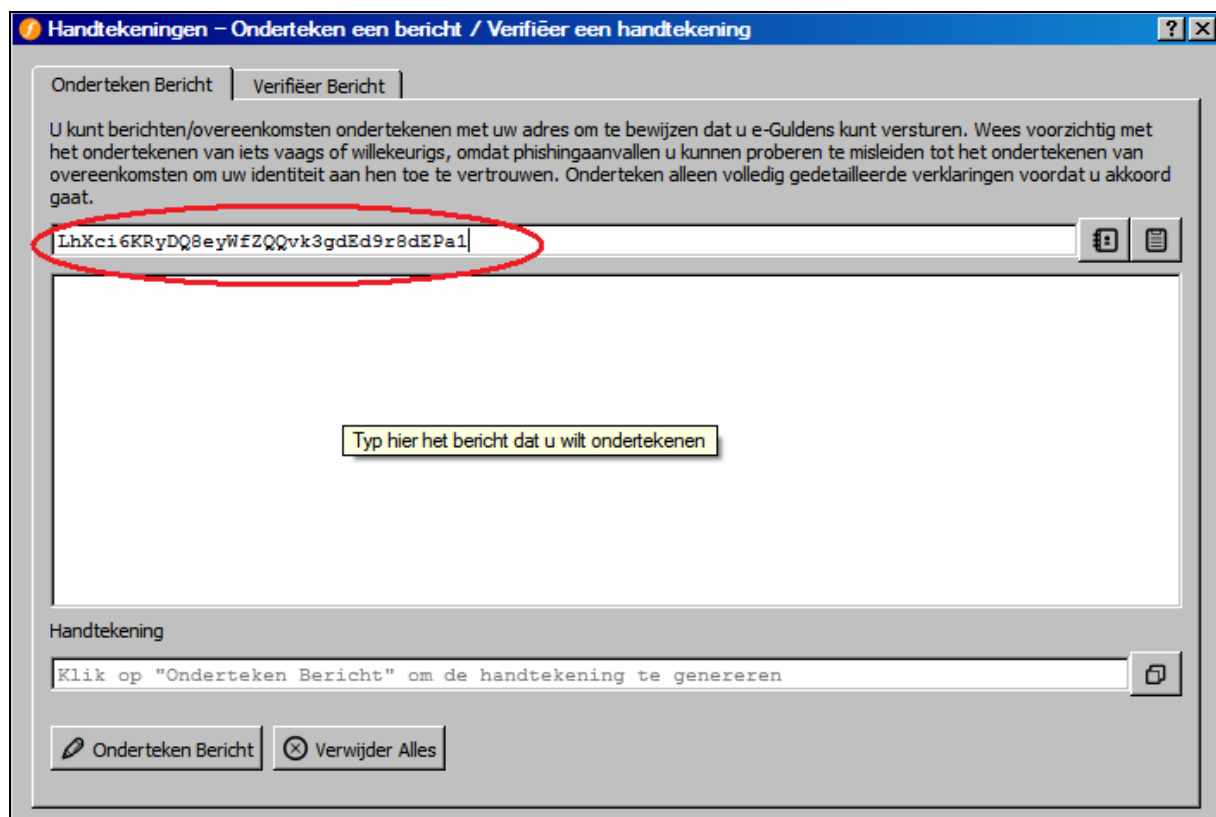 Handtekeningen – Onderteken een bericht / Verifiëer een handtekening
Onderteken Bericht
Verifiëer Bericht
U kunt berichten/overeenkomsten ondertekenen met uw adres om te bewijzen dat u e-Guldens kunt versturen. Wees voorzichtig met
het ondertekenen van iets vaags of willekeurigs, omdat phishingaanvallen u kunnen proberen te misleiden tot het ondertekenen van
overeenkomsten om uw identiteit aan hen toe te vertrouwen. Onderteken alleen volledig gedetailleerde verklaringen voordat u akkoord
gaat.
LhXci6KRyDQ8eyWfZQQvk3gdEd9r8dEPa1
Typ hier het bericht dat u wilt ondertekenen
Handtekening
Klik op "Onderteken Bericht" om de handtekening te genereren
Onderteken Bericht
Verwijder Alles